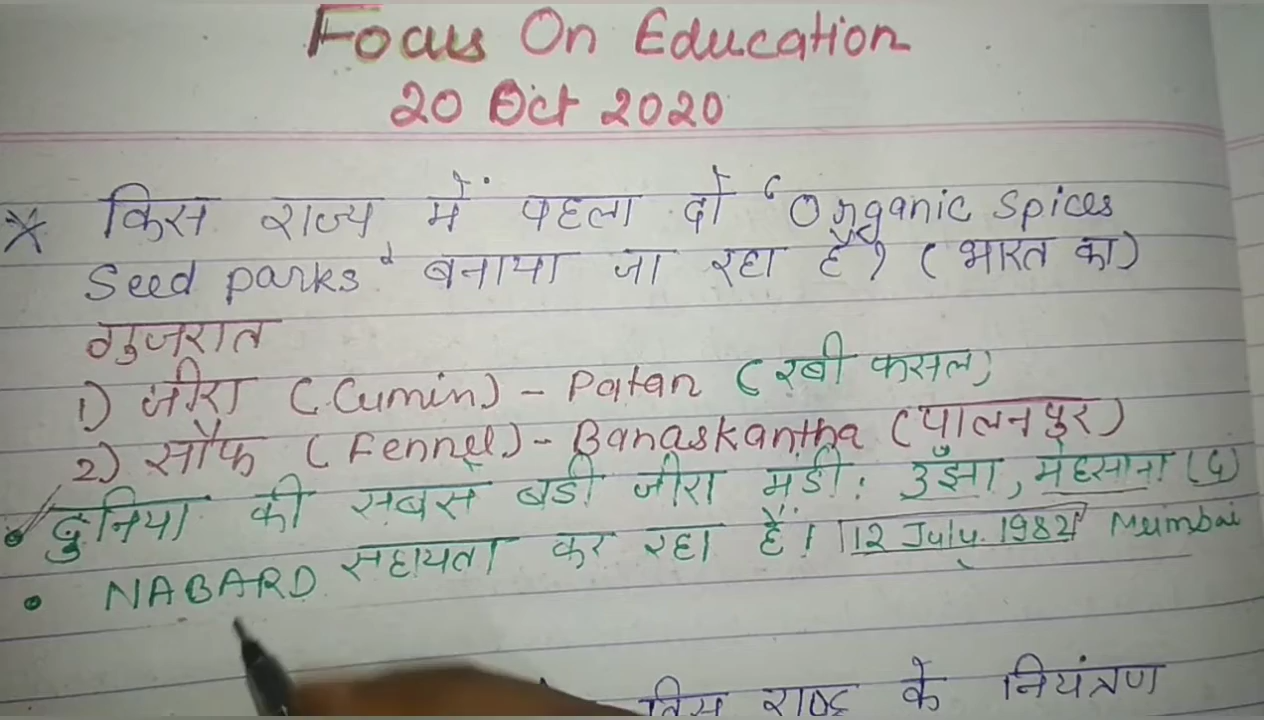 Focus On Education
20 Oct 2020
* किस राज्य में पहला दो 'Organic Spices
Seed parks' बनाया जा रहा है? (भारत का)
गुजरात
1) जीरा (Cumin) - Patan (रबी फसल)
2) सौंफ (Fennel) - Banaskantha (पालनपुर)
• दुनिया की सबसे बडी जीरा मंडी: उँझा, मेहसाना (गु)
• NABARD सहायता कर रहा है। 12 July 1982 Mumbai
किस राष्ट्र के नियंत्रण